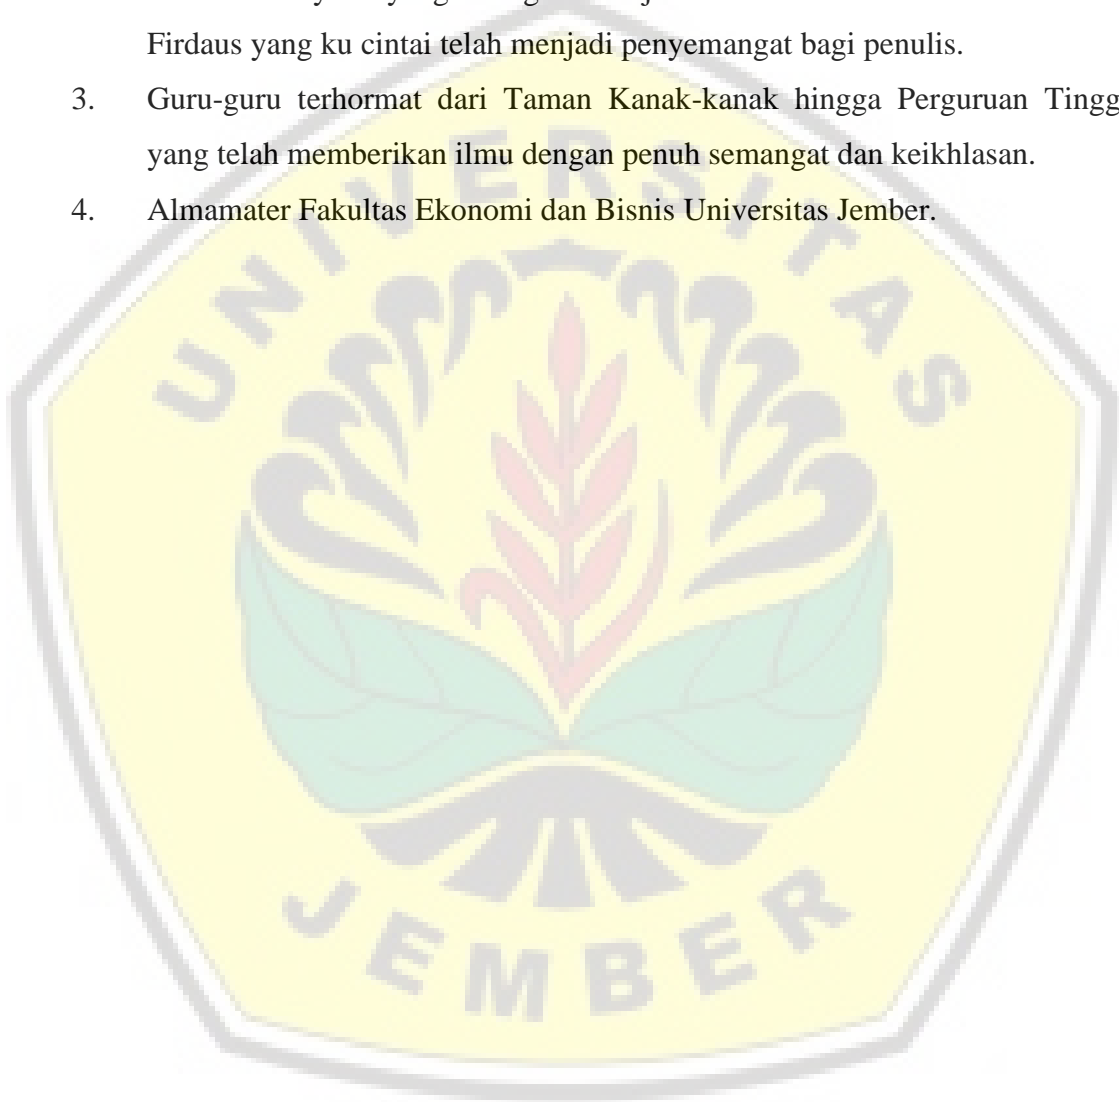 Firdaus yang ku cintai telah menjadi penyemangat bagi penulis.
3. Guru-guru terhormat dari Taman Kanak-kanak hingga Perguruan Tingg
yang telah memberikan ilmu dengan penuh semangat dan keikhlasan.
4. Almamater Fakultas Ekonomi dan Bisnis Universitas Jember.
UNIVERSITAS
JEMBER